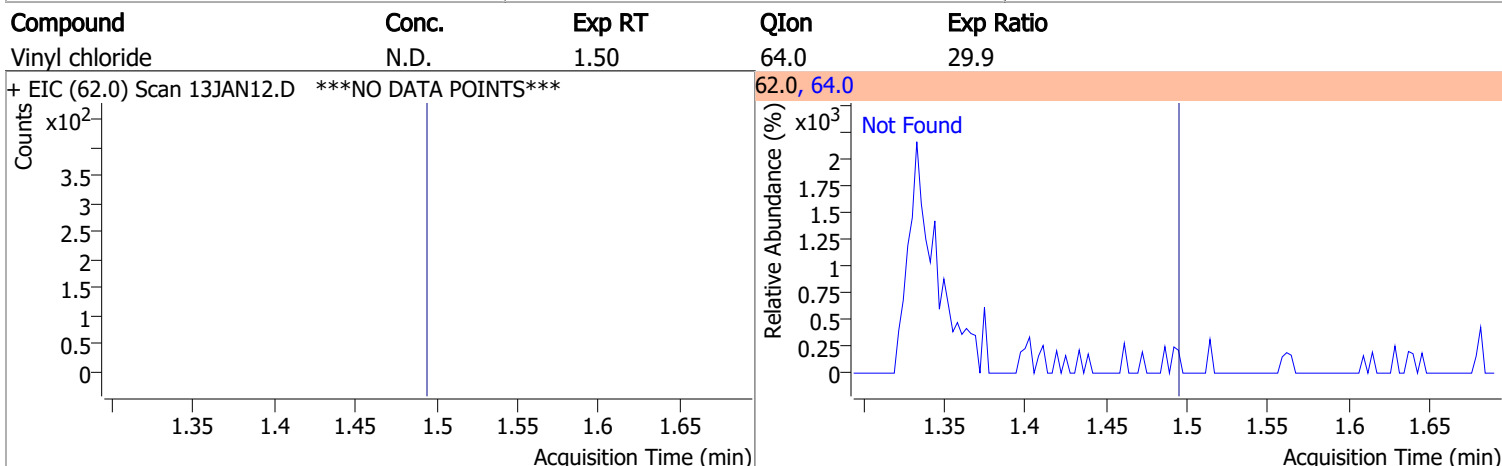 Compound Conc. Exp RT QIon Exp Ratio
Vinyl chloride N.D. 1.50 64.0 29.9
+ EIC (62.0) Scan 13JAN12.D ***NO DATA POINTS***
Counts
x10²
3.5
3
2.5
2
1.5
1
0.5
0
1.35 1.4 1.45 1.5 1.55 1.6 1.65
Acquisition Time (min)
62.0, 64.0
Relative Abundance (%)
x10³
Not Found
2
1.75
1.5
1.25
1
0.75
0.5
0.25
0
1.35 1.4 1.45 1.5 1.55 1.6 1.65
Acquisition Time (min)